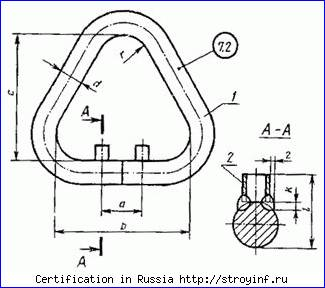 7.2
r
1
d
c
A
A-A
2
2
k
l
a
b
A
Certification in Russia http://stroyinf.ru